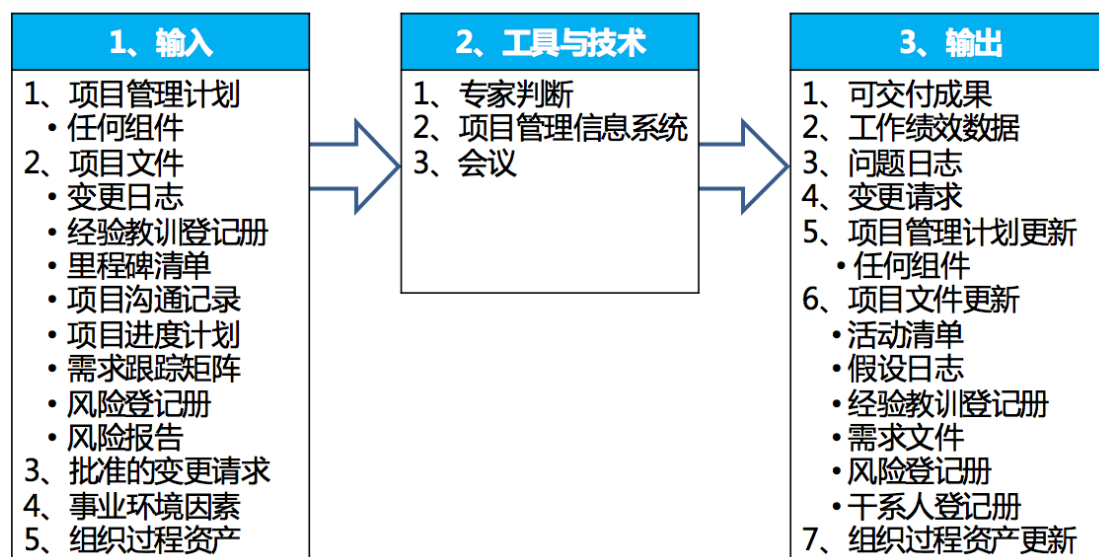 1、输入
1、项目管理计划
• 任何组件
2、项目文件
• 变更日志
• 经验教训登记册
• 里程碑清单
• 项目沟通记录
• 项目进度计划
• 需求跟踪矩阵
• 风险登记册
• 风险报告
3、批准的变更请求
4、事业环境因素
5、组织过程资产
2、工具与技术
1、专家判断
2、项目管理信息系统
3、会议
3、输出
1、可交付成果
2、工作绩效数据
3、问题日志
4、变更请求
5、项目管理计划更新
• 任何组件
6、项目文件更新
• 活动清单
• 假设日志
• 经验教训登记册
• 需求文件
• 风险登记册
• 干系人登记册
7、组织过程资产更新